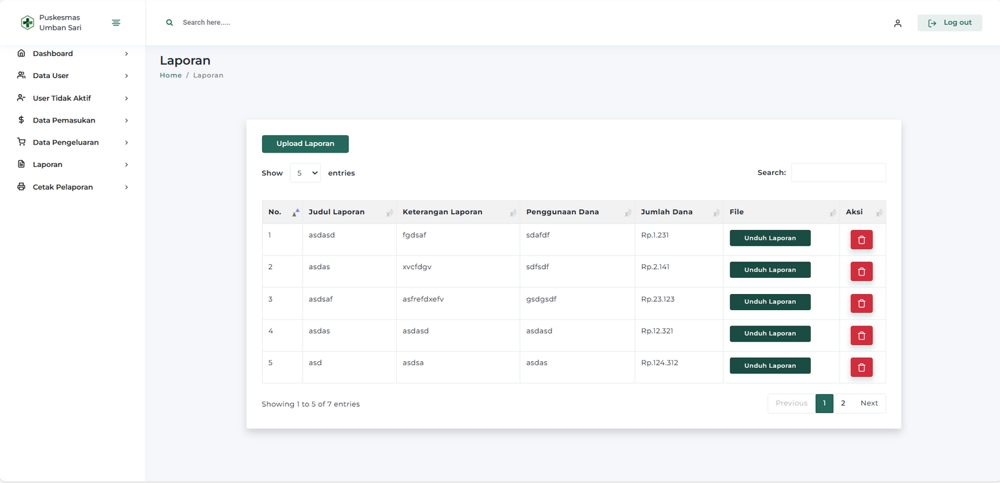 Puskesmas
Umban Sari
Search here.....
Log out
Dashboard
Data User
User Tidak Aktif
Data Pemasukan
Data Pengeluaran
Laporan
Cetak Pelaporan
Laporan
Home / Laporan
Upload Laporan
Show 5 entries
Search:
No. Judul Laporan Keterangan Laporan Penggunaan Dana Jumlah Dana File Aksi
1 asdasd fgdsaf sdafdf Rp.1.231 Unduh Laporan
2 asdas xvcfdgv sdfsdf Rp.2.141 Unduh Laporan
3 asdsaf asfrefdxefv gsdgsdf Rp.23.123 Unduh Laporan
4 asdas asdasd asdasd Rp.12.321 Unduh Laporan
5 asd asdsa asdas Rp.124.312 Unduh Laporan
Showing 1 to 5 of 7 entries
Previous 1 2 Next